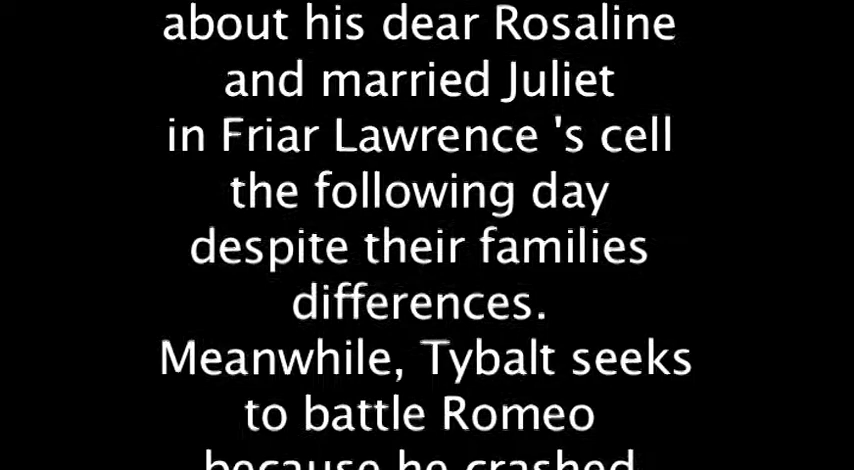 about his dear Rosaline
and married Juliet
in Friar Lawrence 's cell
the following day
despite their families
differences.
Meanwhile, Tybalt seeks
to battle Romeo
because he crashed